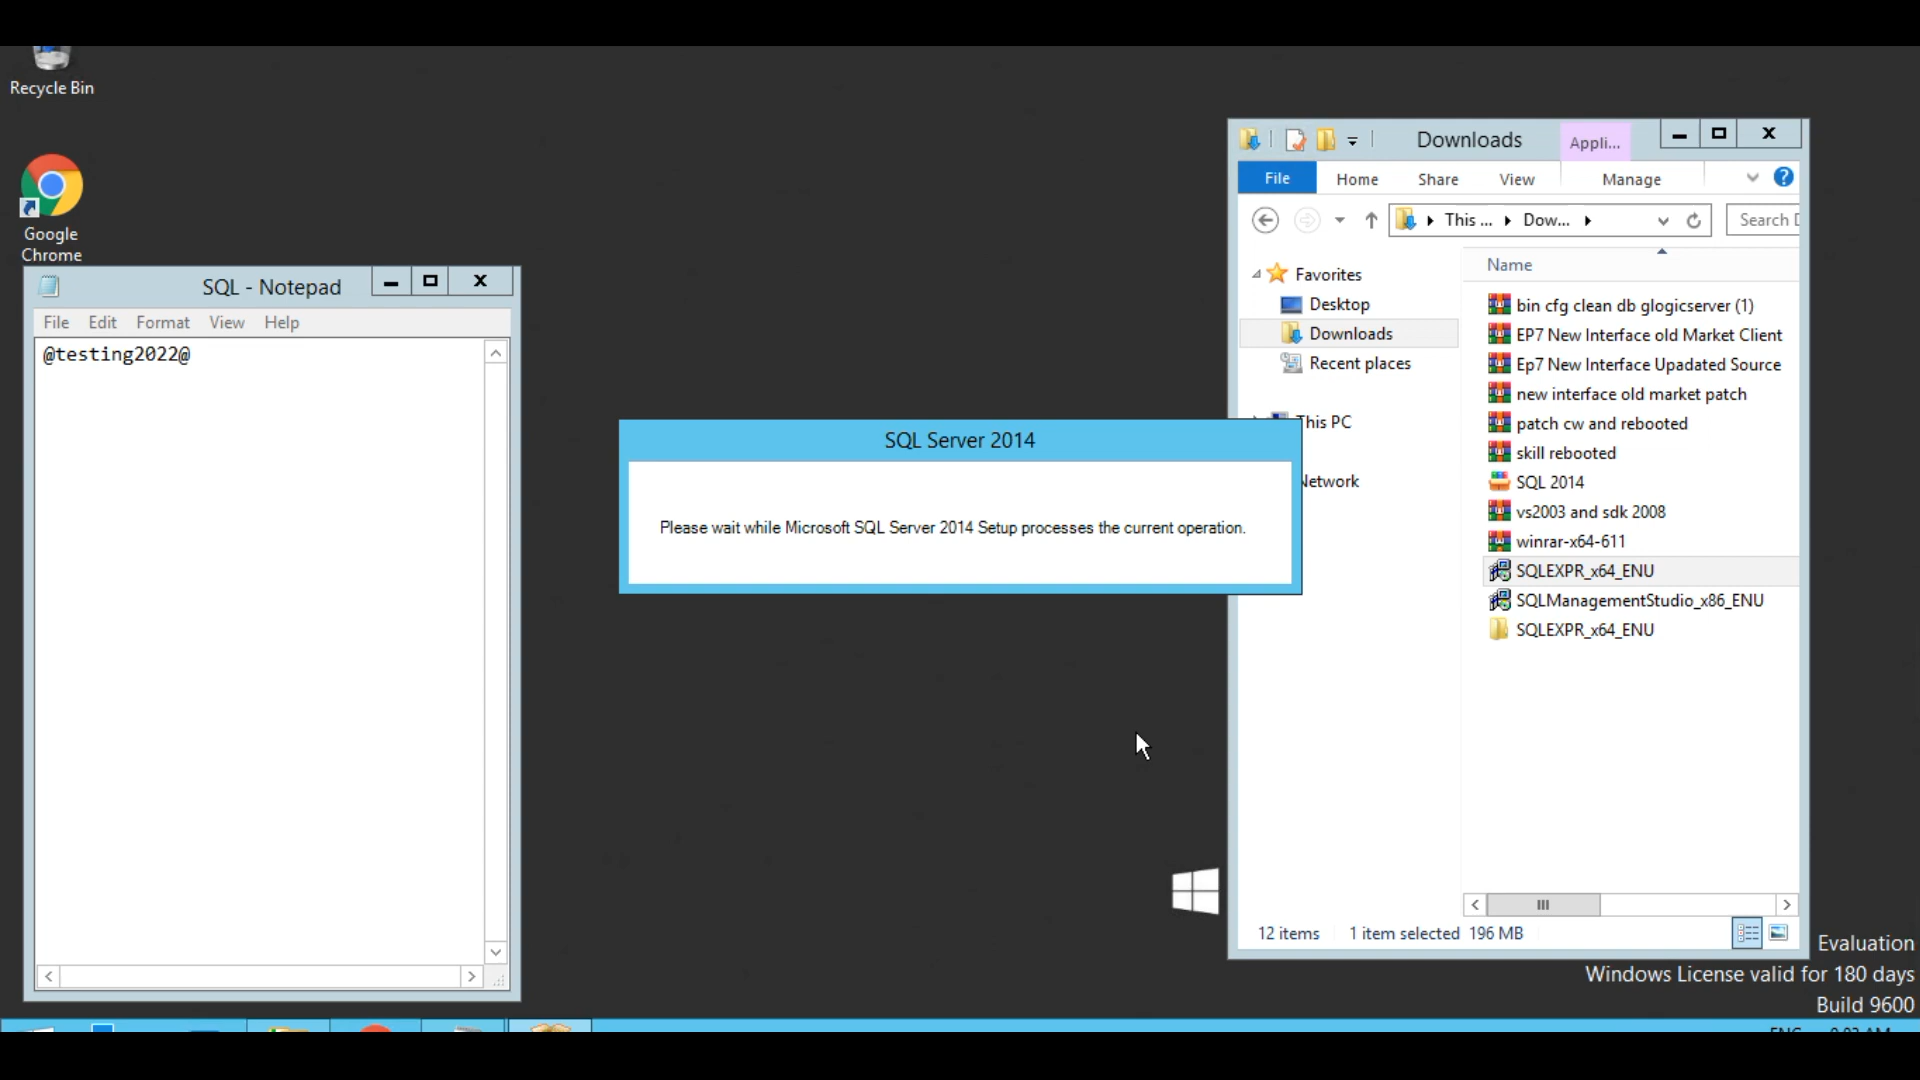 Recycle Bin
Google
Chrome
SQL - Notepad
File Edit Format View Help
@testing2022@
SQL Server 2014
Please wait while Microsoft SQL Server 2014 Setup processes the current operation.
Downloads
Appli...
File Home Share View Manage
This ... Dow...
Search
Favorites
Desktop
Downloads
Recent places
This PC
Network
Name
bin cfg clean db glogicserver (1)
EP7 New Interface old Market Client
Ep7 New Interface Upadated Source
new interface old market patch
patch cw and rebooted
skill rebooted
SQL 2014
vs2003 and sdk 2008
winrar-x64-611
SQLEXPR_x64_ENU
SQLManagementStudio_x86_ENU
SQLEXPR_x64_ENU
12 items 1 item selected 196 MB
Evaluation
Windows License valid for 180 days
Build 9600